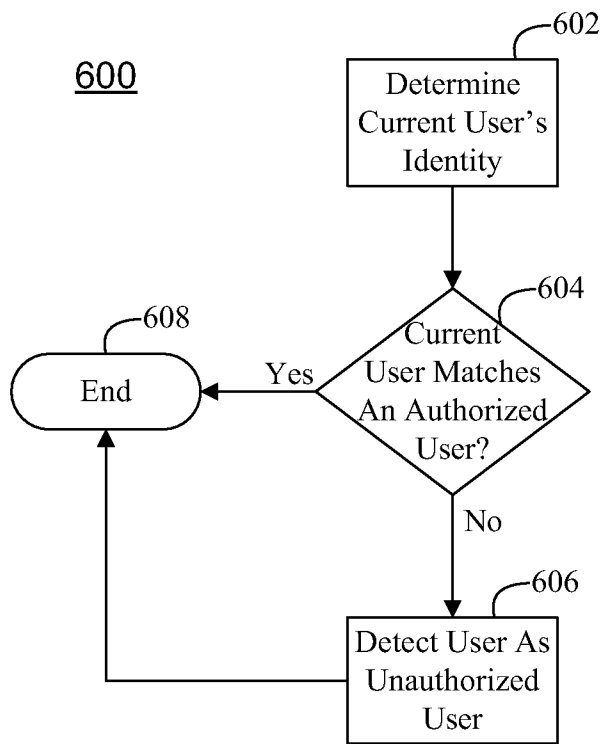 600
602
Determine
Current User's
Identity
604
Current
User Matches
An Authorized
User?
Yes
608
End
No
606
Detect User As
Unauthorized
User